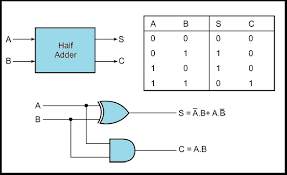 A
B
Half
Adder
S
C
A B S C
0 0 0 0
0 1 1 0
1 0 1 0
1 1 0 1
A
B
S = A̅.B+ A.B̅
C = A.B